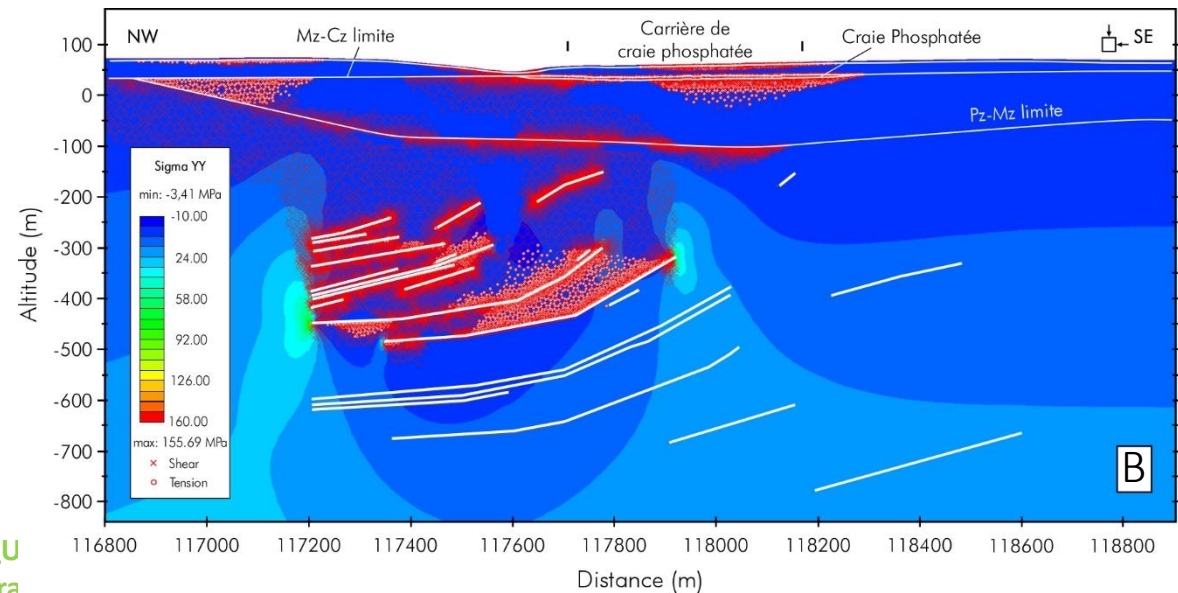 NW
Mz-Cz limite
Carrière de
craie phosphatée
Craie Phosphatée
SE
Pz-Mz limite
Altitude (m)
100
0
-100
-200
-300
-400
-500
-600
-700
-800
Sigma YY
min: -3,41 MPa
-10.00
24.00
58.00
92.00
126.00
160.00
max: 155.69 MPa
× Shear
○ Tension
B
116800 117000 117200 117400 117600 117800 118000 118200 118400 118600 118800
Distance (m)